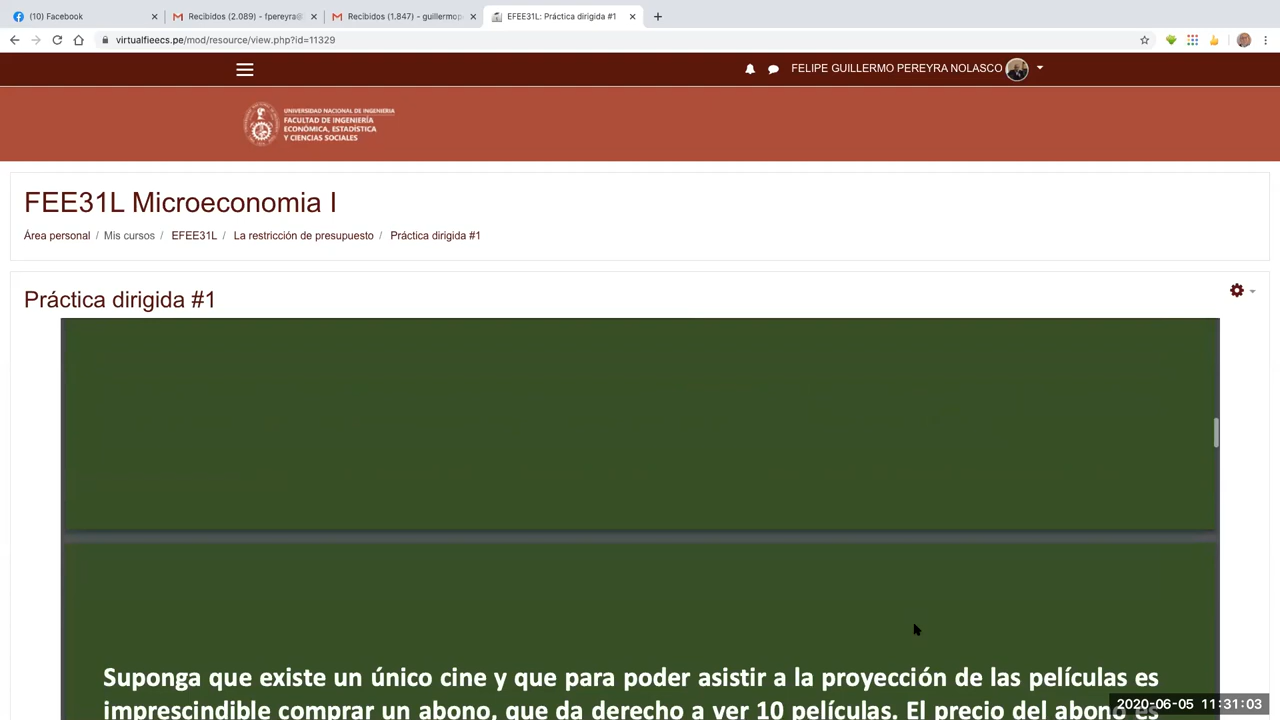 (10) Facebook
Recibidos (2.089) - fpereyra@
Recibidos (1.847) - guillermop
EFEE31L: Práctica dirigida #1
virtualfieecs.pe/mod/resource/view.php?id=11329
FELIPE GUILLERMO PEREYRA NOLASCO
UNIVERSIDAD NACIONAL DE INGENIERIA
FACULTAD DE INGENIERÍA
ECONÓMICA, ESTADÍSTICA
Y CIENCIAS SOCIALES
FEE31L Microeconomia I
Área personal / Mis cursos / EFEE31L / La restricción de presupuesto / Práctica dirigida #1
Práctica dirigida #1
Suponga que existe un único cine y que para poder asistir a la proyección de las películas es
imprescindible comprar un abono, que da derecho a ver 10 películas. El precio del abono es
2020-06-05 11:31:03